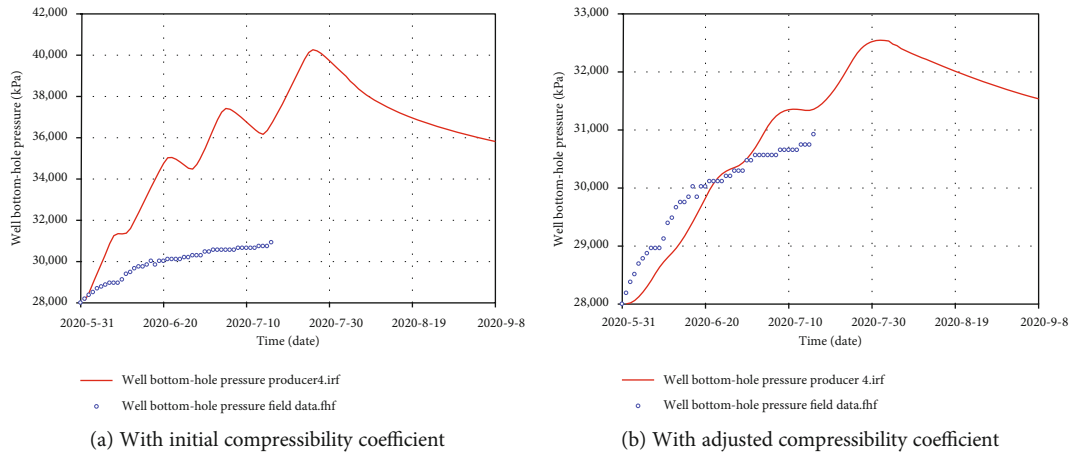 42,000
40,000
38,000
36,000
34,000
32,000
30,000
28,000
Well bottom-hole pressure (kPa)
2020-5-31
2020-6-20
2020-7-10
2020-7-30
2020-8-19
2020-9-8
Time (date)
Well bottom-hole pressure producer4.irf
Well bottom-hole pressure field data.fhf
(a) With initial compressibility coefficient
33,000
32,000
31,000
30,000
29,000
28,000
Well bottom-hole pressure (kPa)
2020-5-31
2020-6-20
2020-7-10
2020-7-30
2020-8-19
2020-9-8
Time (date)
Well bottom-hole pressure producer 4.irf
Well bottom-hole pressure field data.fhf
(b) With adjusted compressibility coefficient